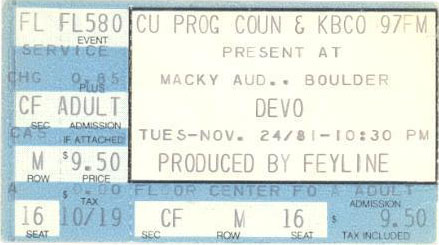 FL FL580 CU PROG COUN & KBCO 97FM
EVENT
SERVICE PRESENT AT
CHG 0.85 MACKY AUD.. BOULDER
PLUS
CF ADULT DEVO
SEC ADMISSION
CAS IF ATTACHED! TUES-NOV. 24/81-10:30 PM
M $9.50 PRODUCED BY FEYLINE
ROW PRICE
A 0.00 FLOOR CENTER FO A ADULT
TAX ADMISSION
16 10/19 CF M 16 $ 9.50
SEAT SEC ROW SEAT TAX INCLUDED